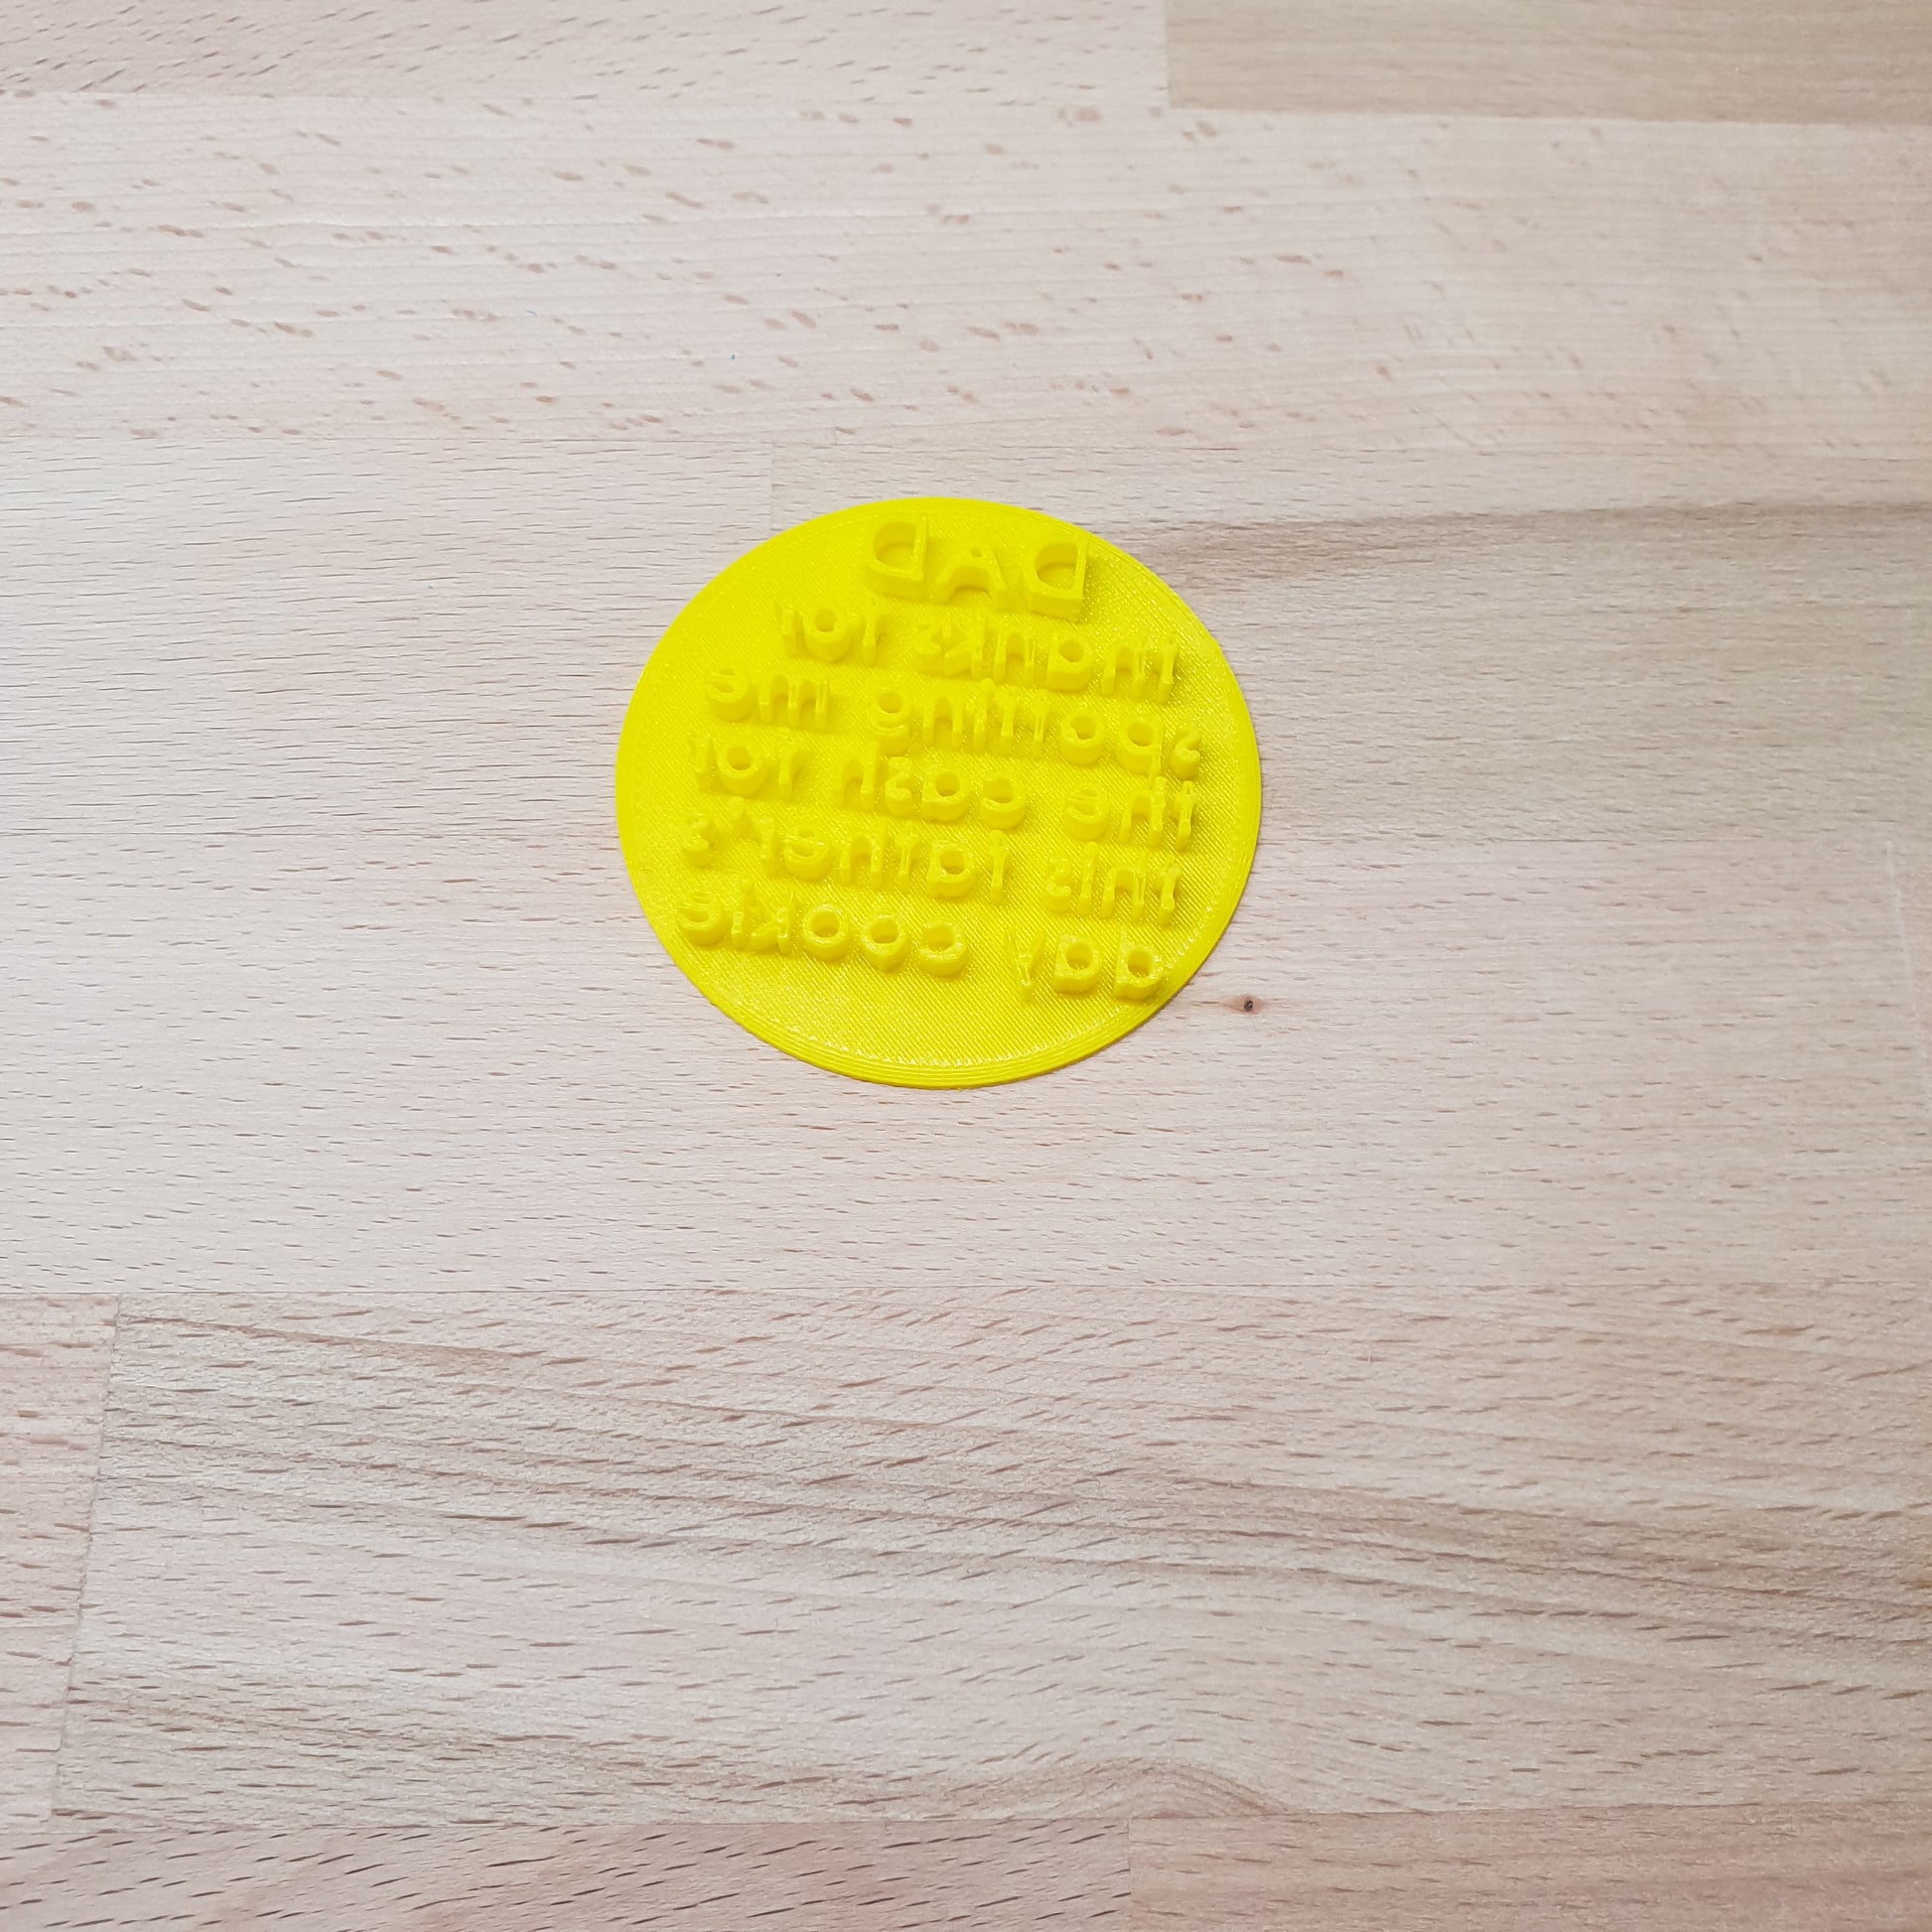 DAD
thanks for
spotting me
the cash for
this father's
day cookie